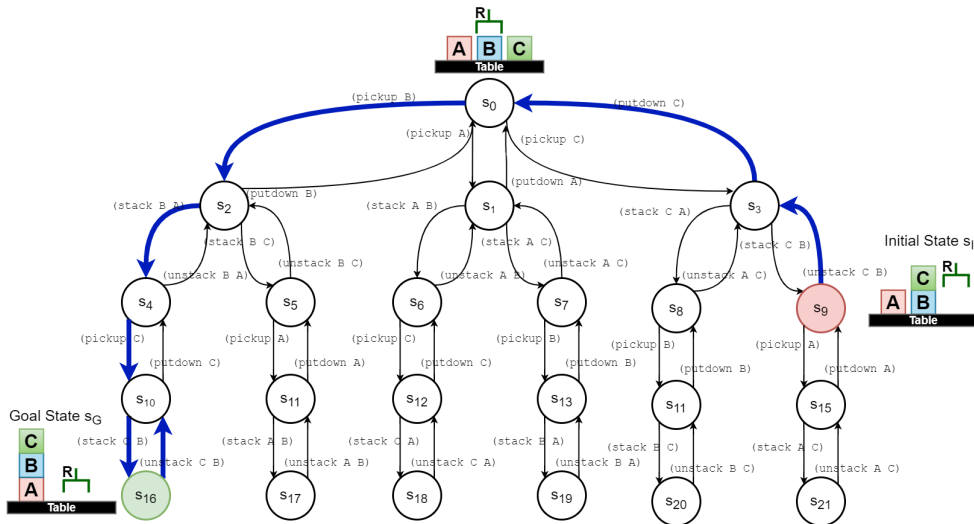 R
A B C
Table
s0
(pickup B)
(putdown C)
(pickup A)
(pickup C)
s2
s1
s3
(putdown B)
(putdown A)
(stack B A)
(stack A B)
(stack C A)
(stack B C)
(stack A C)
(stack C B)
Initial State sI
(unstack B A)
(unstack B C)
(unstack A B)
(unstack A C)
(unstack A C)
(unstack C B)
R
C
A B
Table
s4
s5
s6
s7
s8
s9
(pickup C)
(pickup A)
(pickup C)
(pickup B)
(pickup B)
(pickup A)
(putdown C)
(putdown A)
(putdown C)
(putdown B)
(putdown B)
(putdown A)
s10
s11
s12
s13
s11
s15
Goal State sG
C
B
A
R
Table
(stack C B)
(stack A B)
(stack C A)
(stack B A)
(stack B C)
(stack A C)
(unstack C B)
(unstack A B)
(unstack C A)
(unstack B A)
(unstack B C)
(unstack A C)
s16
s17
s18
s19
s20
s21